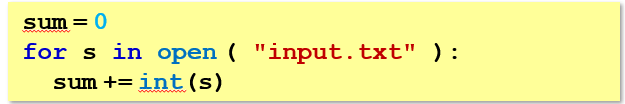 sum = 0
for s in open ( "input.txt" ):
  sum += int(s)